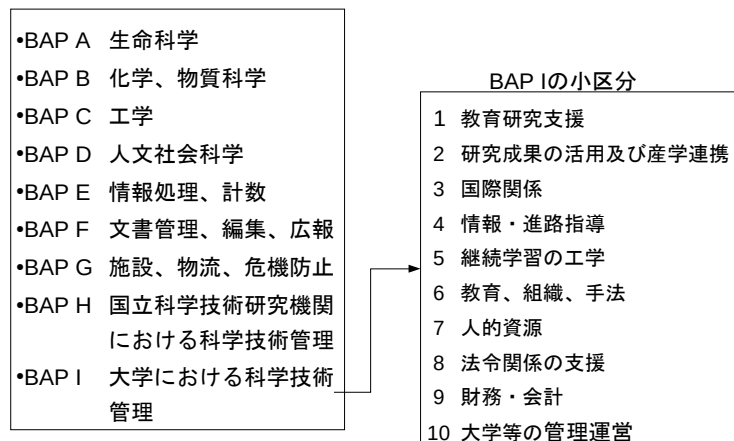 •BAP A 生命科学
•BAP B 化学、物質科学
•BAP C 工学
•BAP D 人文社会科学
•BAP E 情報処理、計数
•BAP F 文書管理、編集、広報
•BAP G 施設、物流、危機防止
•BAP H 国立科学技術研究機関
における科学技術管理
•BAP I 大学における科学技術
管理
BAP Iの小区分
1 教育研究支援
2 研究成果の活用及び産学連携
3 国際関係
4 情報・進路指導
5 継続学習の工学
6 教育、組織、手法
7 人的資源
8 法令関係の支援
9 財務・会計
10 大学等の管理運営